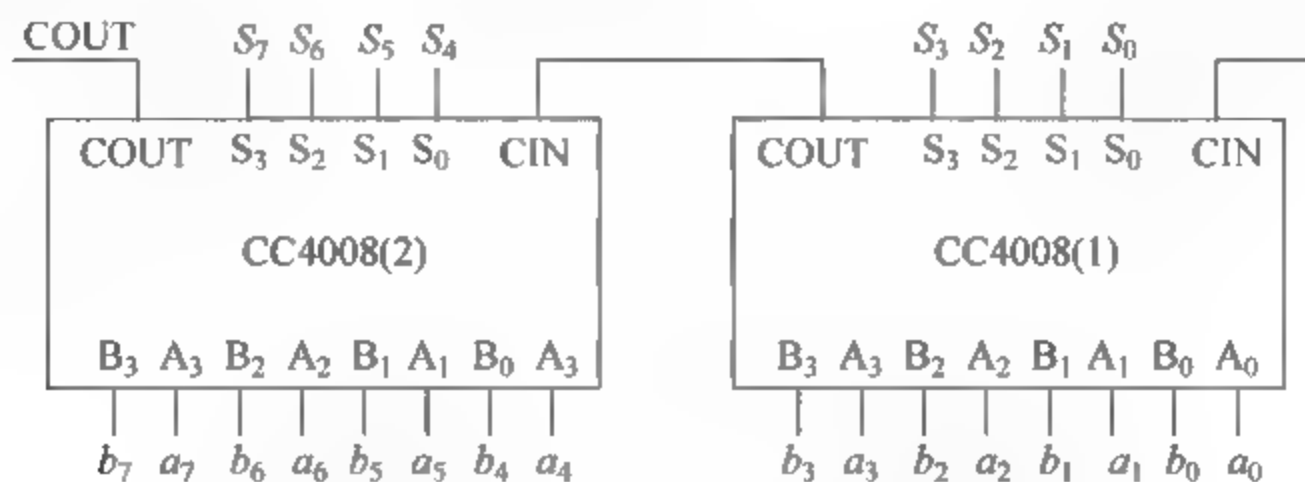 COUT S₇ S₆ S₅ S₄ S₃ S₂ S₁ S₀
COUT S₃ S₂ S₁ S₀ CIN COUT S₃ S₂ S₁ S₀ CIN
CC4008(2) CC4008(1)
B₃ A₃ B₂ A₂ B₁ A₁ B₀ A₃ B₃ A₃ B₂ A₂ B₁ A₁ B₀ A₀
b₇ a₇ b₆ a₆ b₅ a₅ b₄ a₄ b₃ a₃ b₂ a₂ b₁ a₁ b₀ a₀